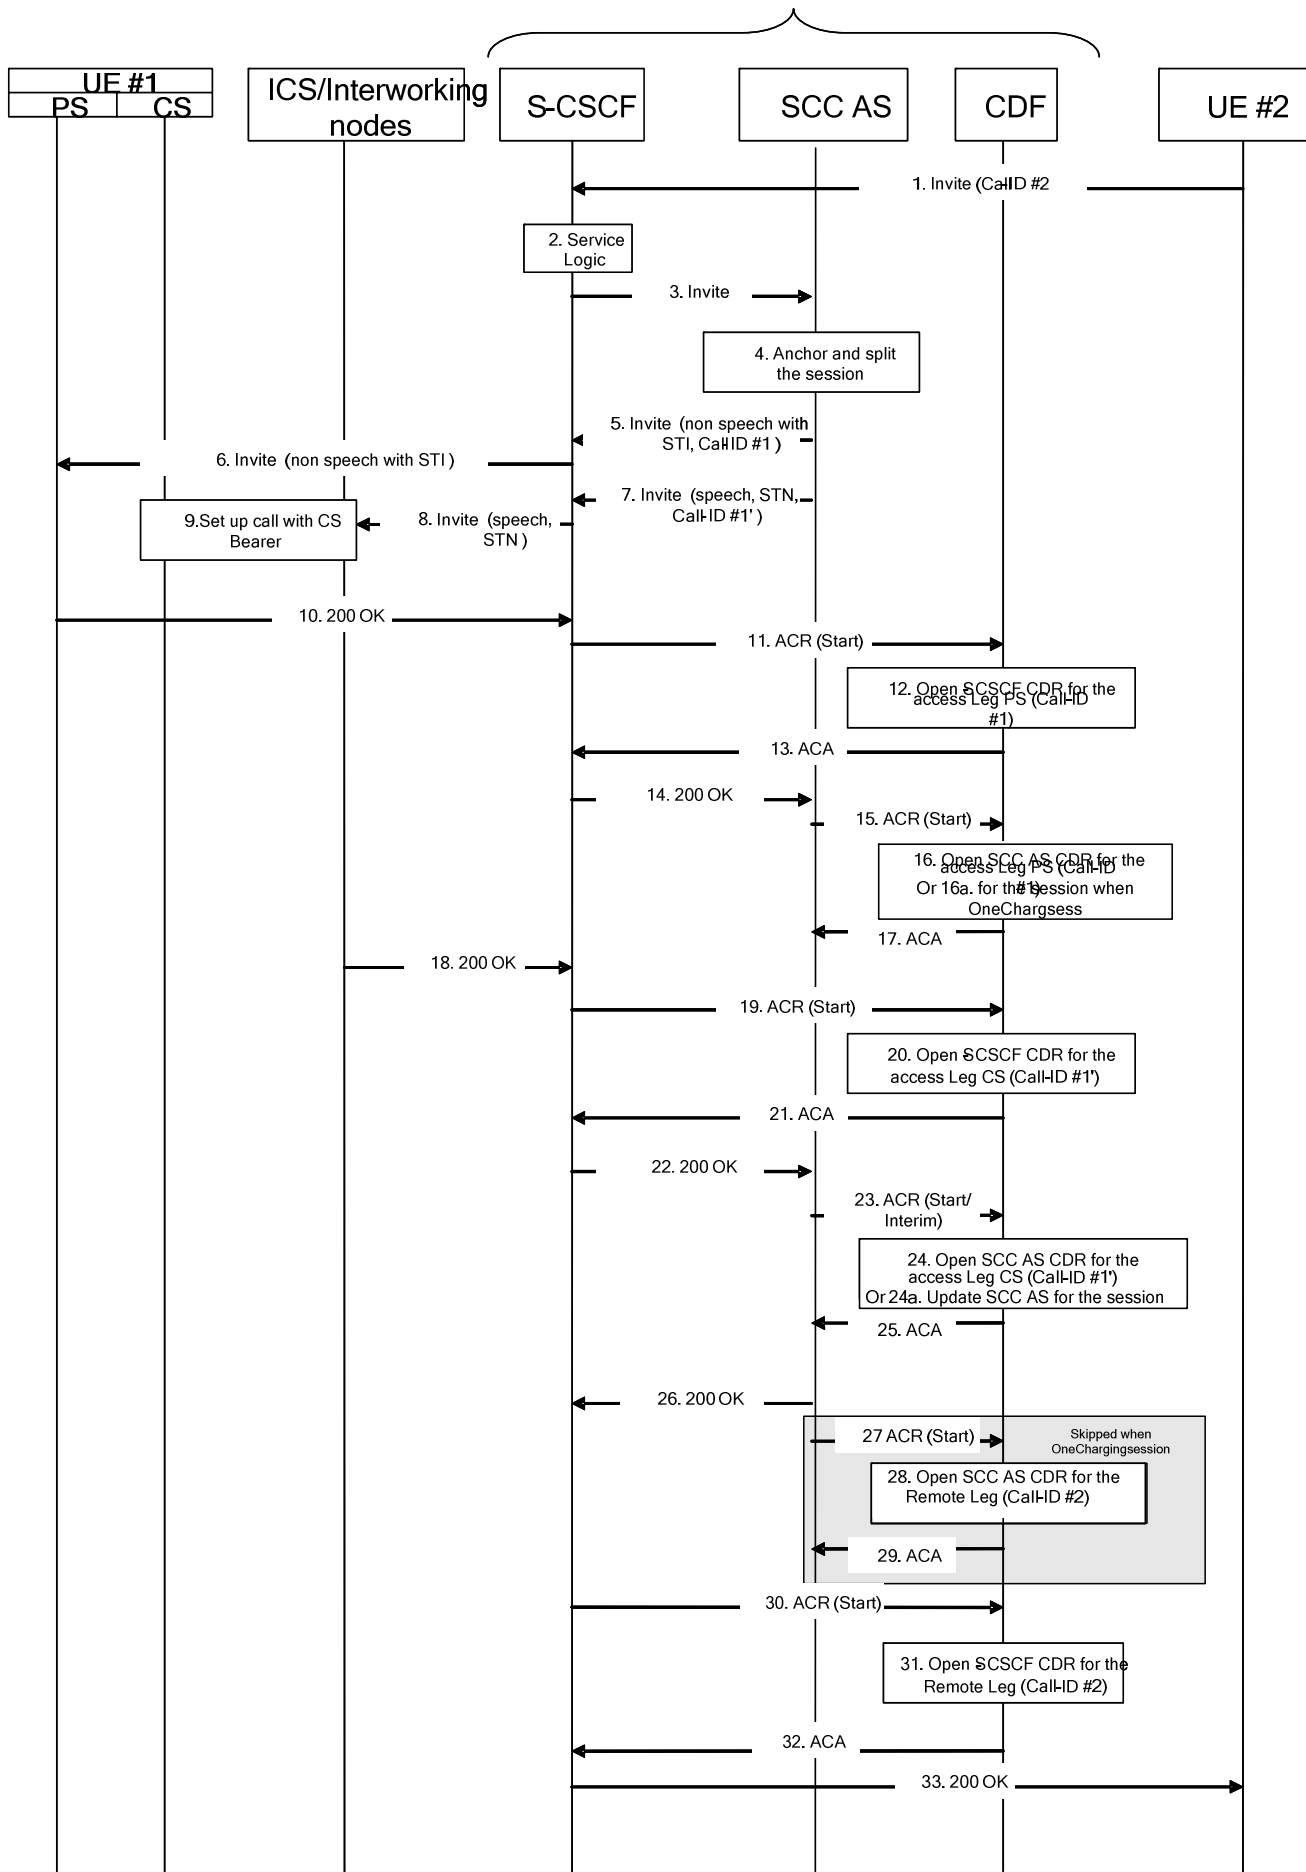 UE #1
PS CS
ICS/Interworking
nodes
S-CSCF
SCC AS
CDF
UE #2
1. Invite (Call-ID #2
2. Service
Logic
3. Invite
4. Anchor and split
the session
5. Invite (non speech with
STI, Call-ID #1)
6. Invite (non speech with STI)
7. Invite (speech, STN,
Call-ID #1')
8. Invite (speech,
STN)
9.Set up call with CS
Bearer
10. 200 OK
11. ACR (Start)
12. Open S-CSCF CDR for the
access Leg PS (Call-ID
#1)
13. ACA
14. 200 OK
15. ACR (Start)
16. Open SCC AS CDR for the
access Leg PS (Call-ID
#1)
Or 16a. for the session when
OneChargsess
17. ACA
18. 200 OK
19. ACR (Start)
20. Open S-CSCF CDR for the
access Leg CS (Call-ID #1')
21. ACA
22. 200 OK
23. ACR (Start/
Interim)
24. Open SCC AS CDR for the
access Leg CS (Call-ID #1')
Or 24a. Update SCC AS for the session
25. ACA
26. 200 OK
27 ACR (Start)
Skipped when
OneChargingsession
28. Open SCC AS CDR for the
Remote Leg (Call-ID #2)
29. ACA
30. ACR (Start)
31. Open S-CSCF CDR for the
Remote Leg (Call-ID #2)
32. ACA
33. 200 OK